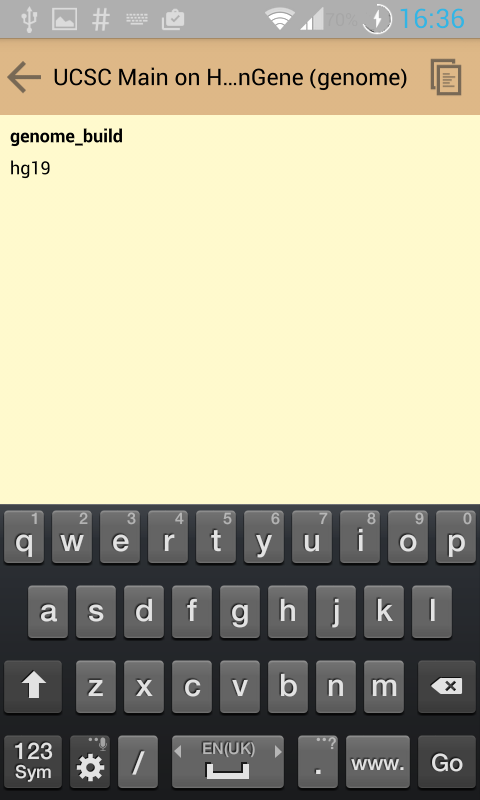 70% 16:36
UCSC Main on H...nGene (genome)
genome_build
hg19
1 2 3 4 5 6 7 8 9 0
q w e r t y u i o p
a s d f g h j k l
z x c v b n m
123 Sym / EN(UK) . ...? www. Go